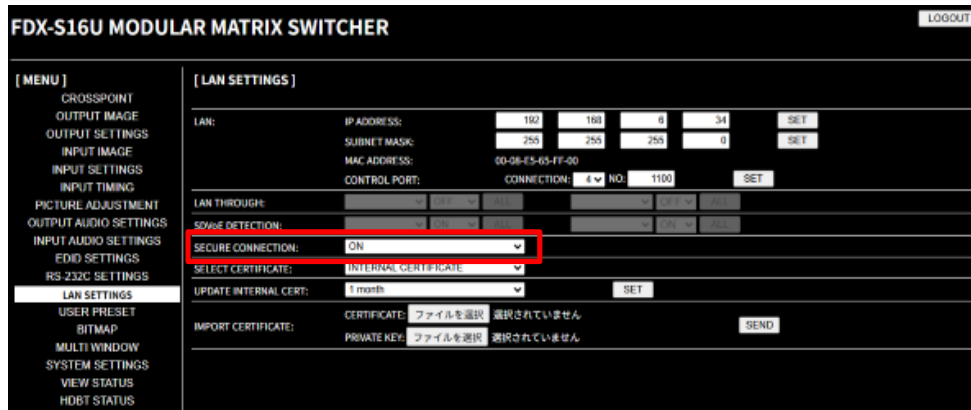 FDX-S16U MODULAR MATRIX SWITCHER
LOGOUT
[ MENU ]
CROSSPOINT
OUTPUT IMAGE
OUTPUT SETTINGS
INPUT IMAGE
INPUT SETTINGS
INPUT TIMING
PICTURE ADJUSTMENT
OUTPUT AUDIO SETTINGS
INPUT AUDIO SETTINGS
EDID SETTINGS
RS-232C SETTINGS
LAN SETTINGS
USER PRESET
BITMAP
MULTI WINDOW
SYSTEM SETTINGS
VIEW STATUS
HDBT STATUS
[ LAN SETTINGS ]
LAN: IP ADDRESS: 192 168 6 34 SET
SUBNET MASK: 255 255 255 0 SET
MAC ADDRESS: 00-08-E5-65-FF-00
CONTROL PORT: CONNECTION: 4 NO: 1100 SET
LAN THROUGH: OFF ALL OFF ALL
SDVoE DETECTION: ON ALL ON ALL
SECURE CONNECTION: ON
SELECT CERTIFICATE: INTERNAL CERTIFICATE
UPDATE INTERNAL CERT: 1 month SET
IMPORT CERTIFICATE: CERTIFICATE: ファイルを選択 選択されていません
PRIVATE KEY: ファイルを選択 選択されていません
SEND